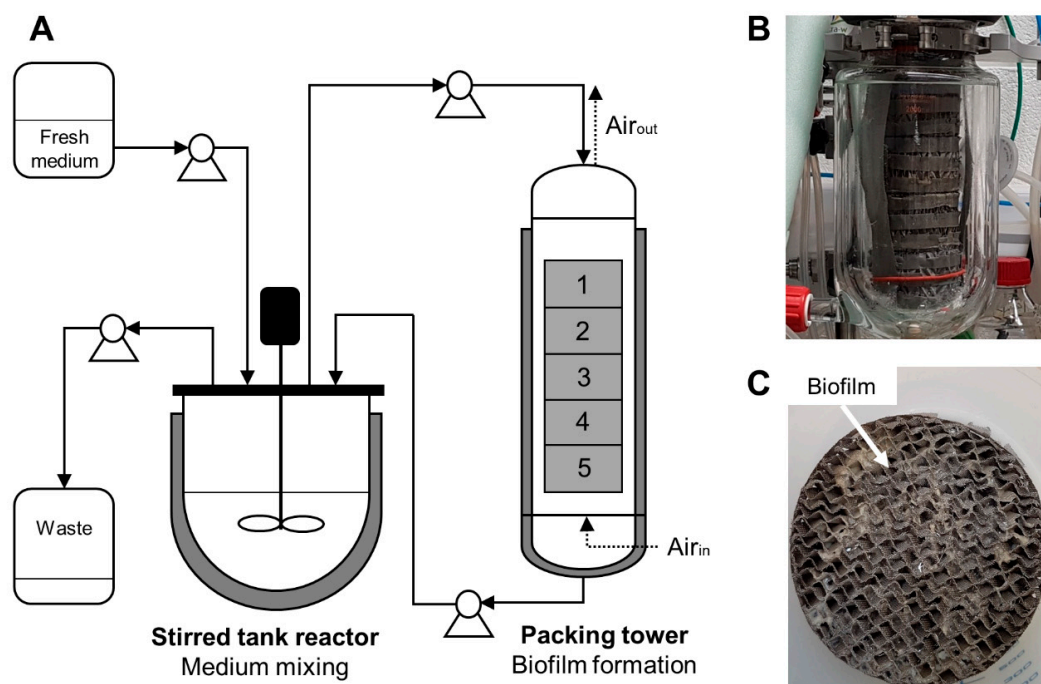 A
Fresh
medium
Waste
Stirred tank reactor
Medium mixing
Air out
1
2
3
4
5
Air in
Packing tower
Biofilm formation
B
C
Biofilm